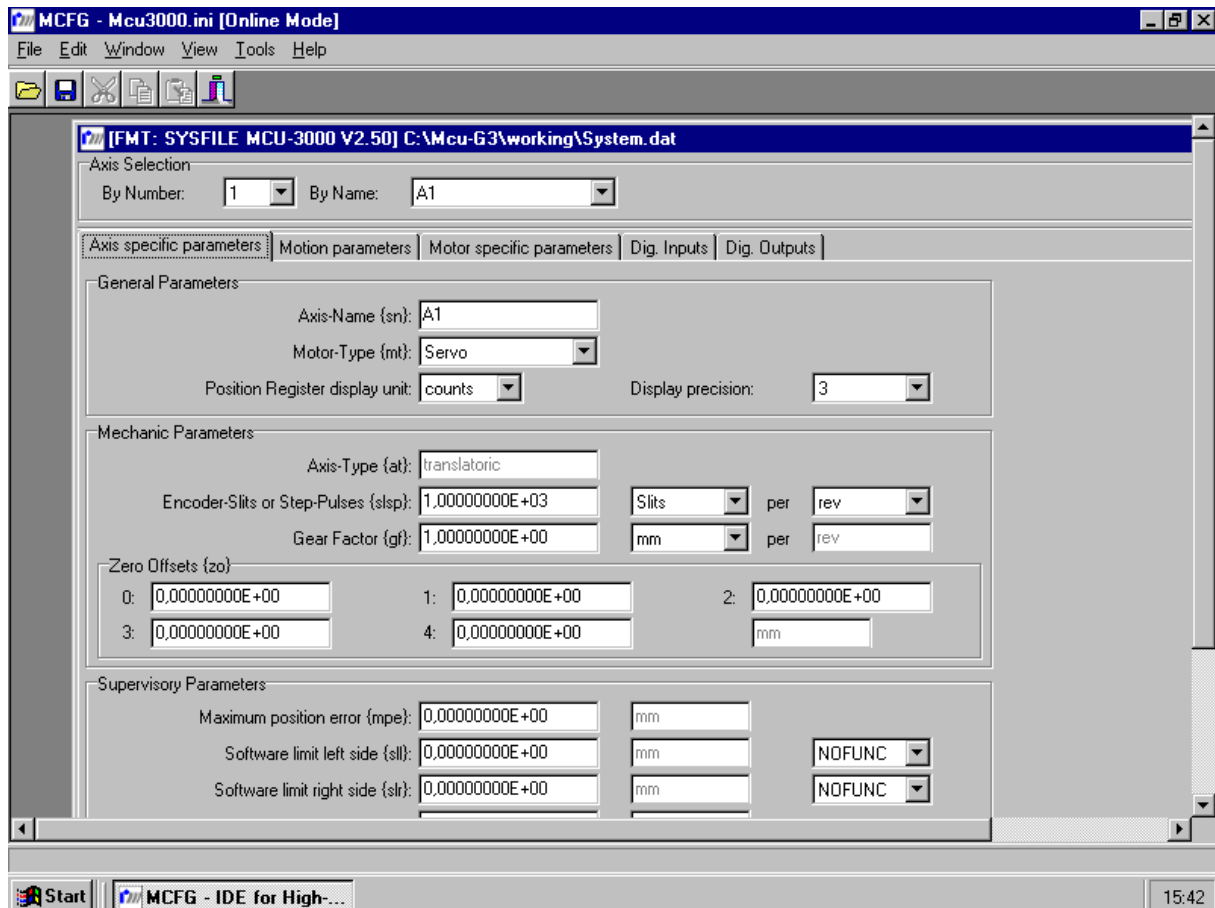 MCFG - Mcu3000.ini [Online Mode]
File Edit Window View Tools Help
[FMT: SYSFILE MCU-3000 V2.50] C:\Mcu-G3\working\System.dat
Axis Selection
By Number: 1 By Name: A1
Axis specific parameters Motion parameters Motor specific parameters Dig. Inputs Dig. Outputs
General Parameters
Axis-Name {sn}: A1
Motor-Type {mt}: Servo
Position Register display unit: counts Display precision: 3
Mechanic Parameters
Axis-Type {at}: translatoric
Encoder-Slits or Step-Pulses {slsp}: 1,00000000E+03 Slits per rev
Gear Factor {gf}: 1,00000000E+00 mm per rev
Zero Offsets {zo}
0: 0,00000000E+00 1: 0,00000000E+00 2: 0,00000000E+00
3: 0,00000000E+00 4: 0,00000000E+00 mm
Supervisory Parameters
Maximum position error {mpe}: 0,00000000E+00 mm
Software limit left side {sll}: 0,00000000E+00 mm NOFUNC
Software limit right side {slr}: 0,00000000E+00 mm NOFUNC
Start MCFG - IDE for High-... 15:42